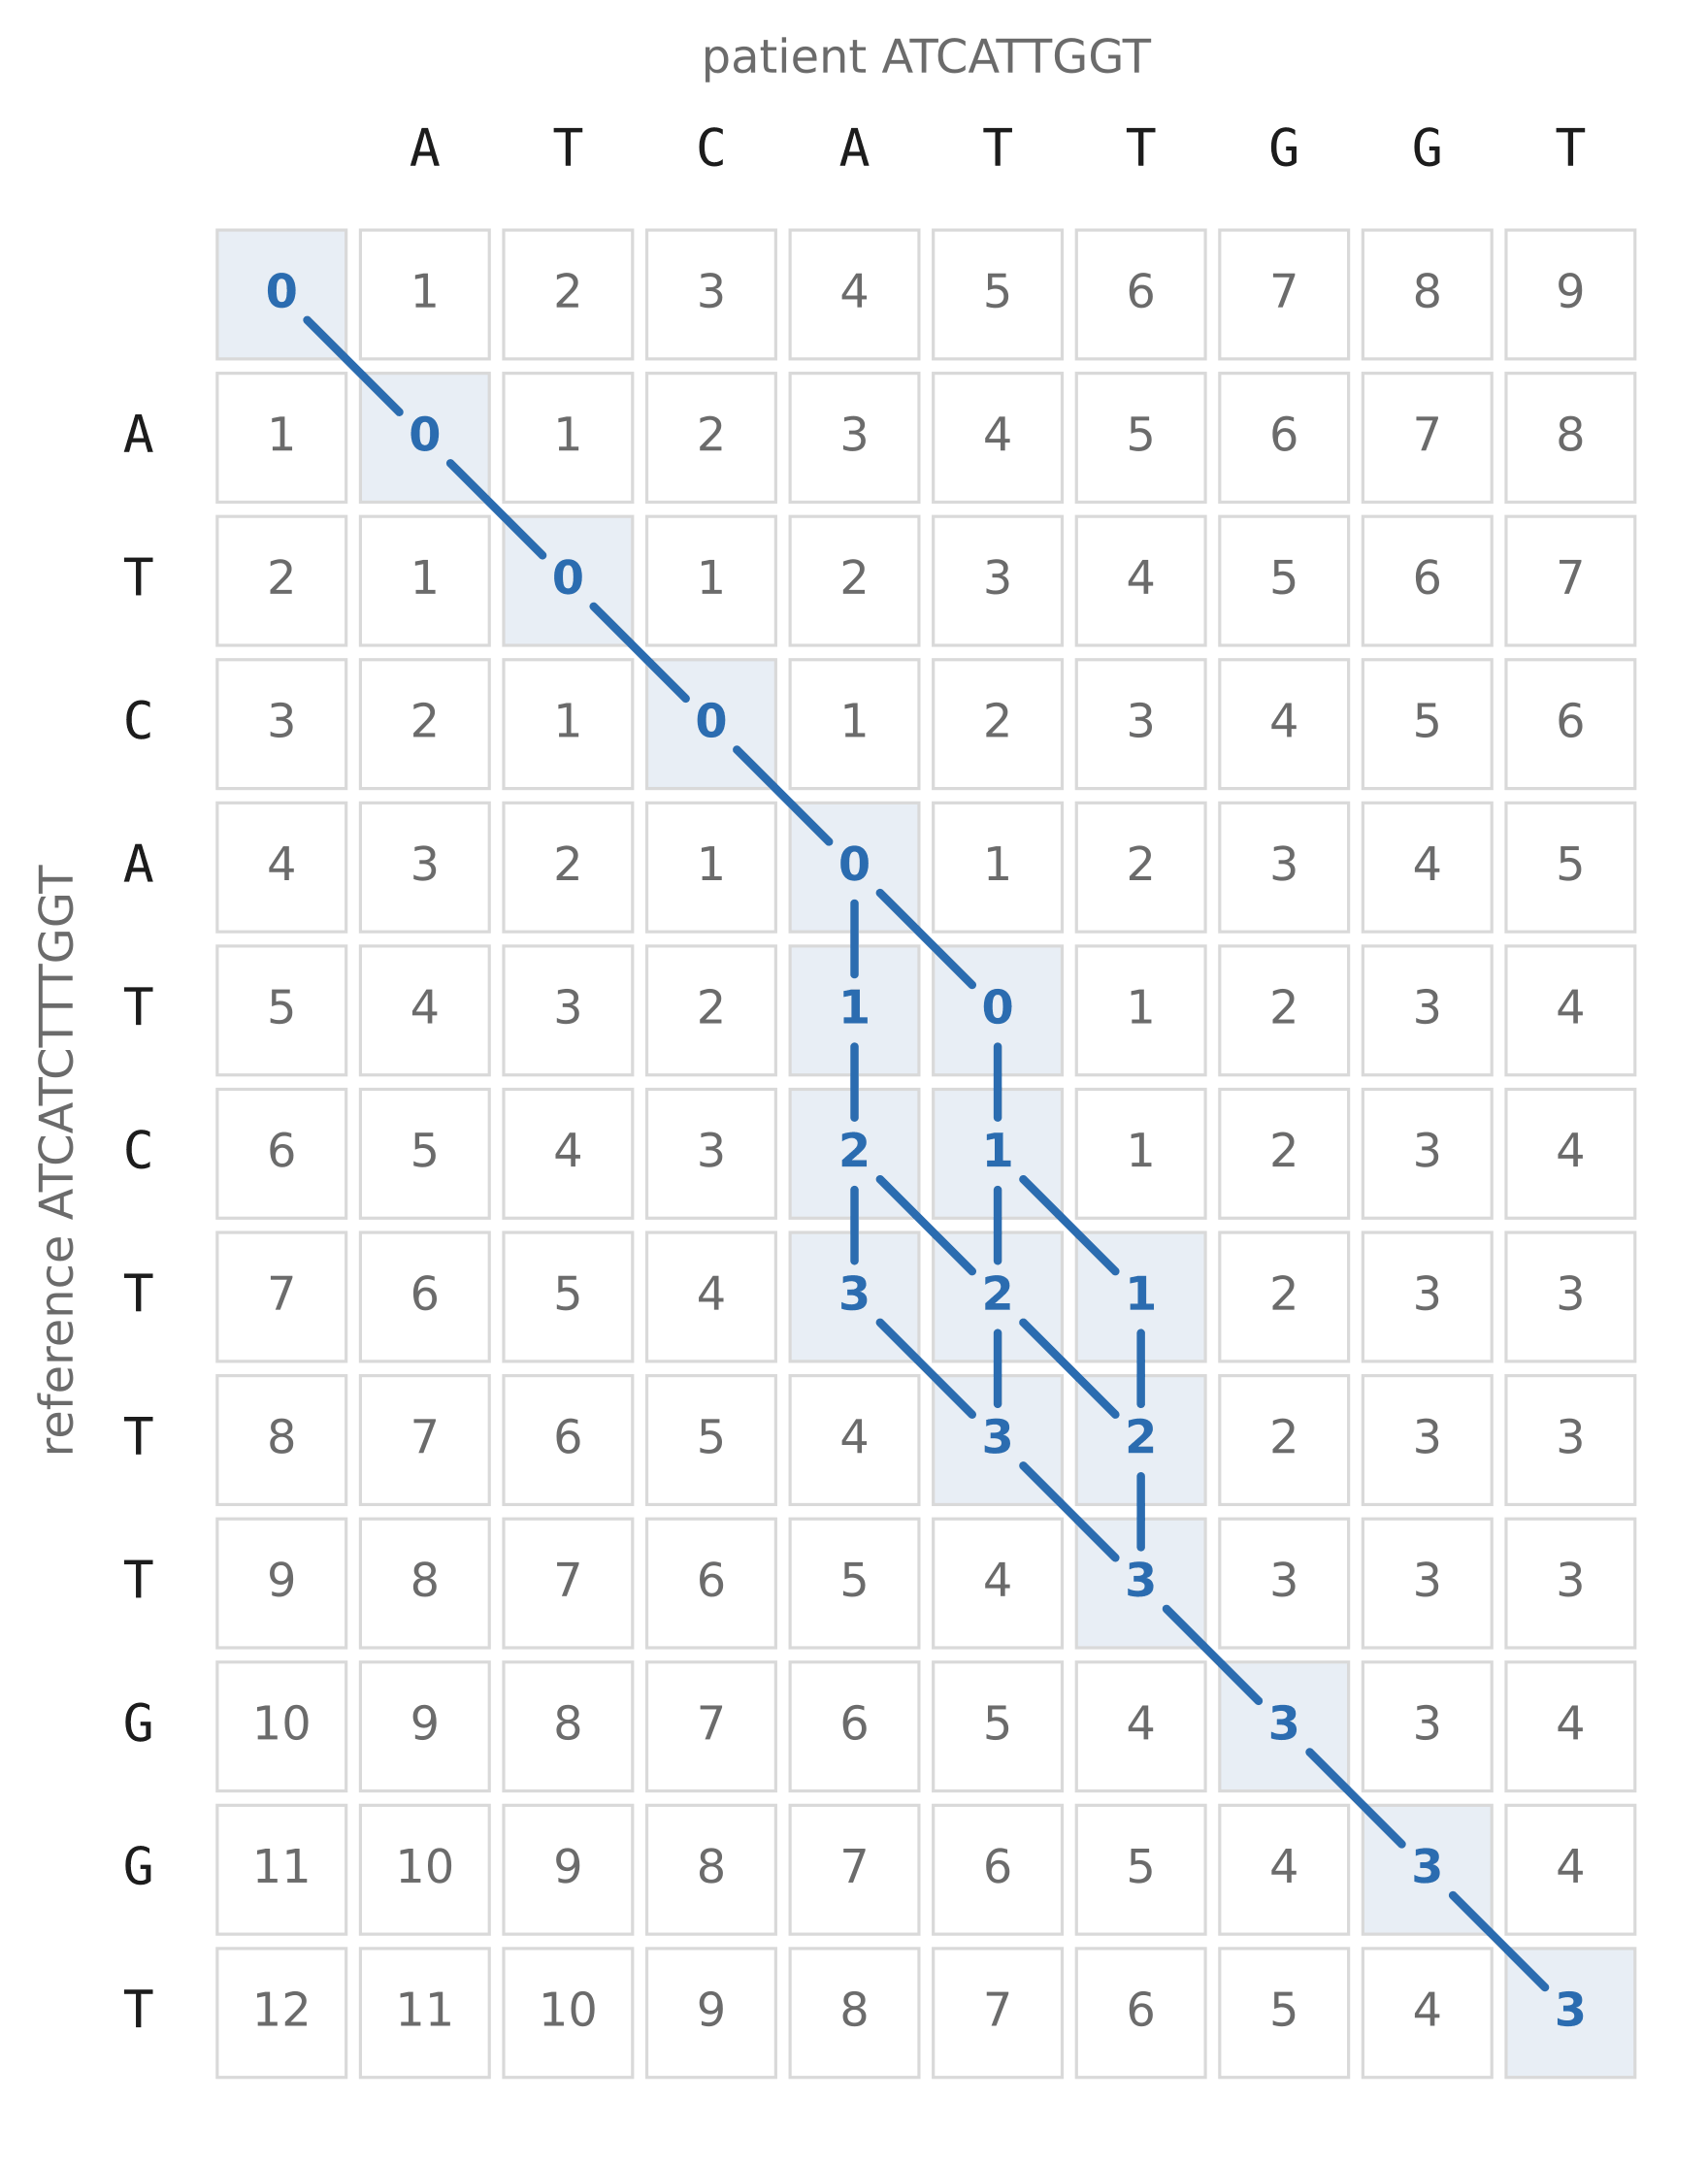 patient ATCATTGGT
A T C A T T G G T
0 1 2 3 4 5 6 7 8 9
A 1 0 1 2 3 4 5 6 7 8
T 2 1 0 1 2 3 4 5 6 7
C 3 2 1 0 1 2 3 4 5 6
A 4 3 2 1 0 1 2 3 4 5
T 5 4 3 2 1 0 1 2 3 4
C 6 5 4 3 2 1 1 2 3 4
T 7 6 5 4 3 2 1 2 3 3
T 8 7 6 5 4 3 2 2 3 3
T 9 8 7 6 5 4 3 3 3 3
G 10 9 8 7 6 5 4 3 3 4
G 11 10 9 8 7 6 5 4 3 4
T 12 11 10 9 8 7 6 5 4 3
reference ATCATCTTTGGT